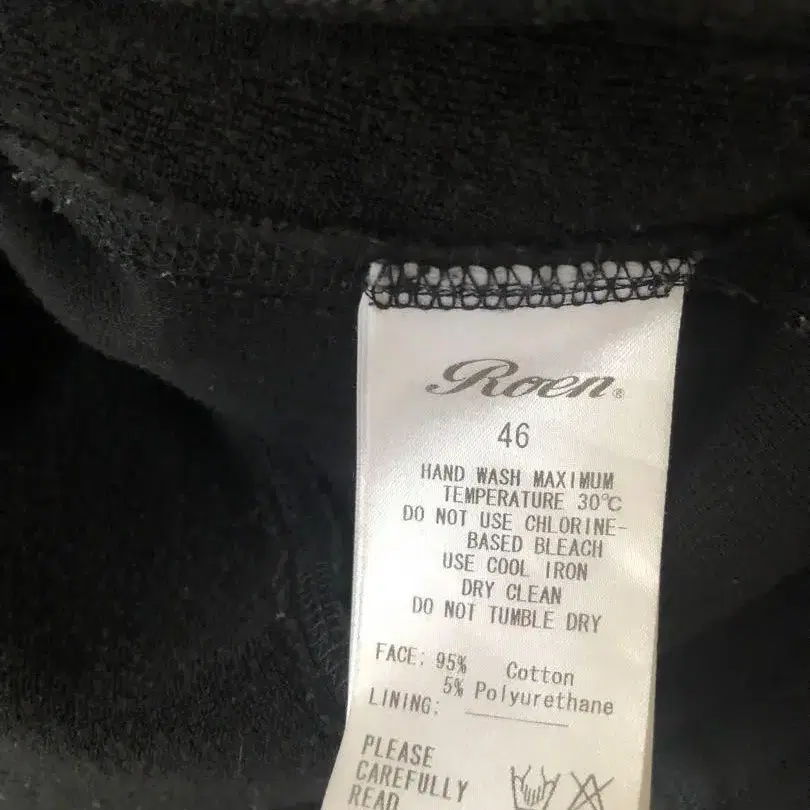 Roen®
46
HAND WASH MAXIMUM
TEMPERATURE 30℃
DO NOT USE CHLORINE-
BASED BLEACH
USE COOL IRON
DRY CLEAN
DO NOT TUMBLE DRY
FACE: 95% Cotton
5% Polyurethane
LINING:
PLEASE
CAREFULLY
READ